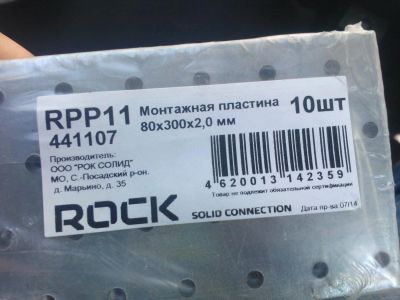 RPP11 Монтажная пластина 10шт
441107 80х300х2,0 мм
Производитель:
ООО "РОК СОЛИД"
МО, С.-Посадский р-он.
д. Марьино, д. 35
4 620013 142359
Товар не подлежит обязательной сертификации
ROCK SOLID CONNECTION Дата пр-ва:07/14